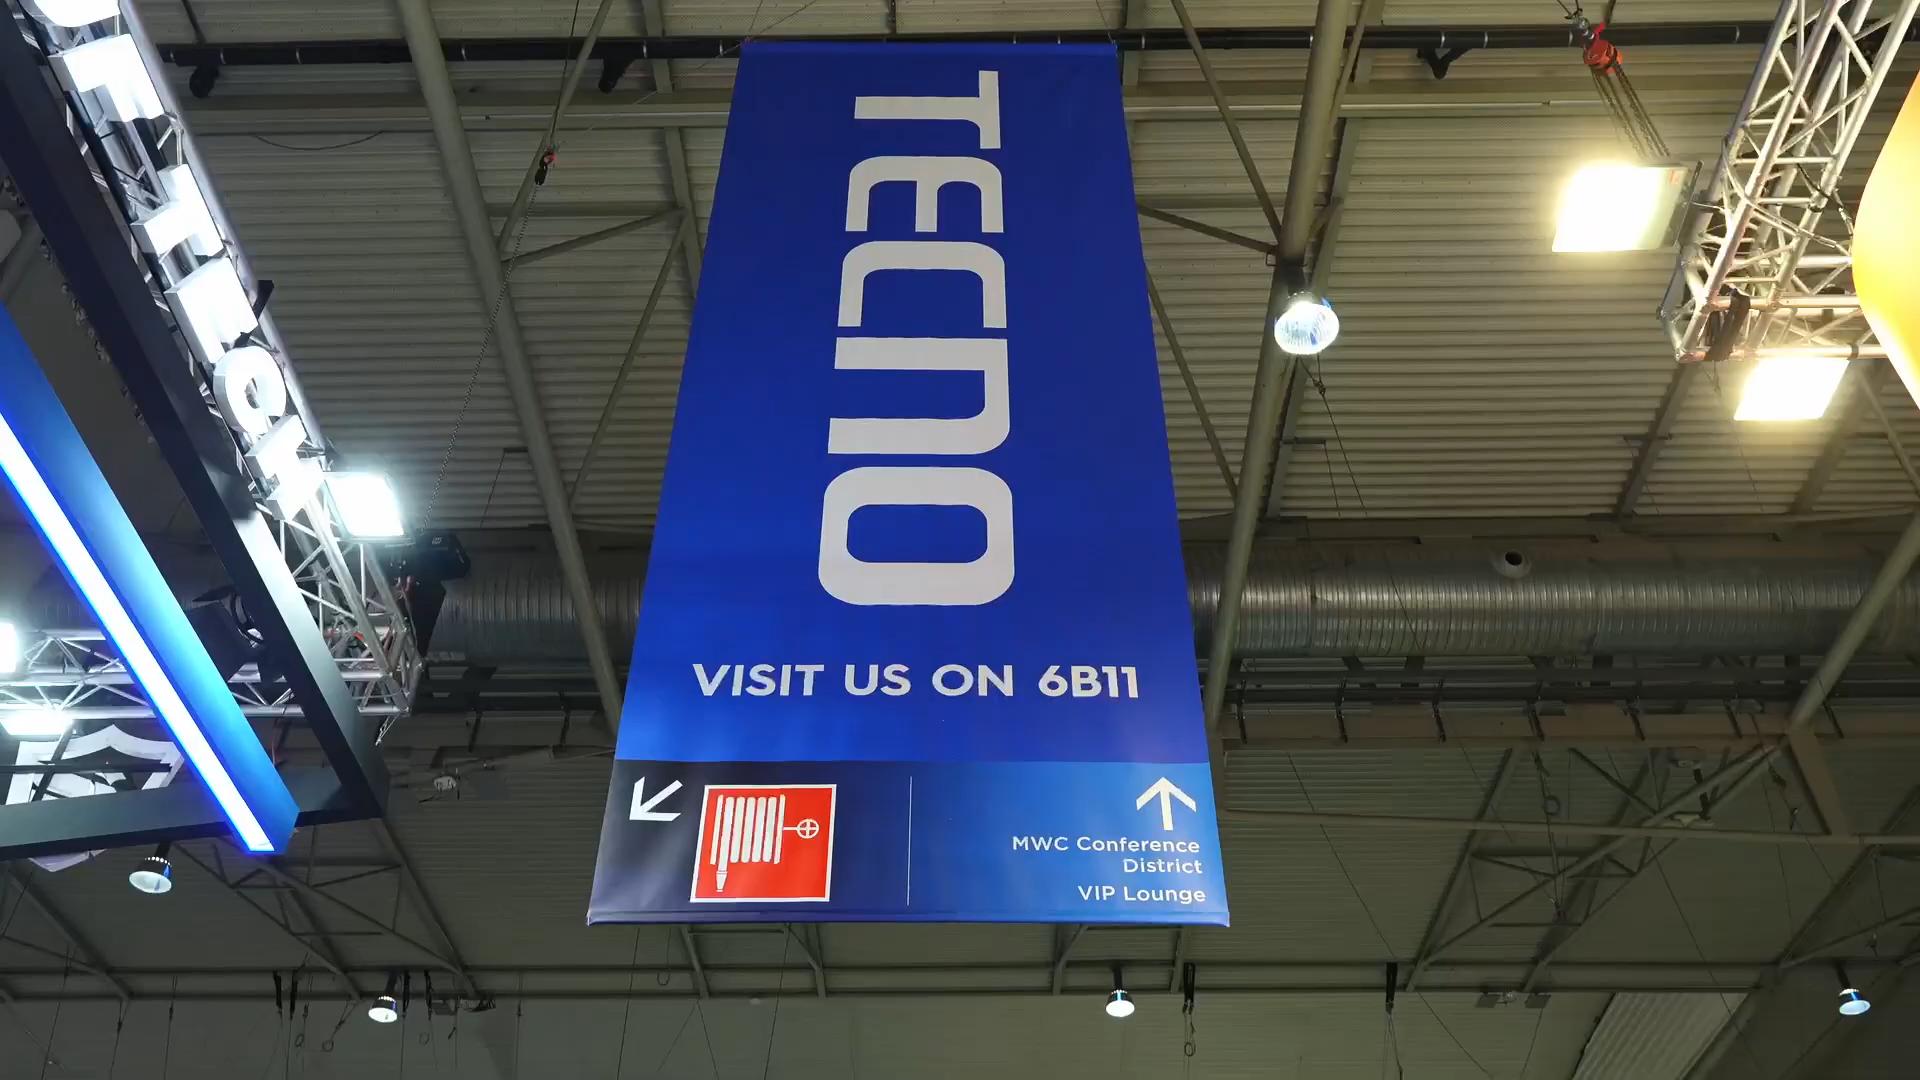 TECNO
VISIT US ON 6B11
MWC Conference
District
VIP Lounge